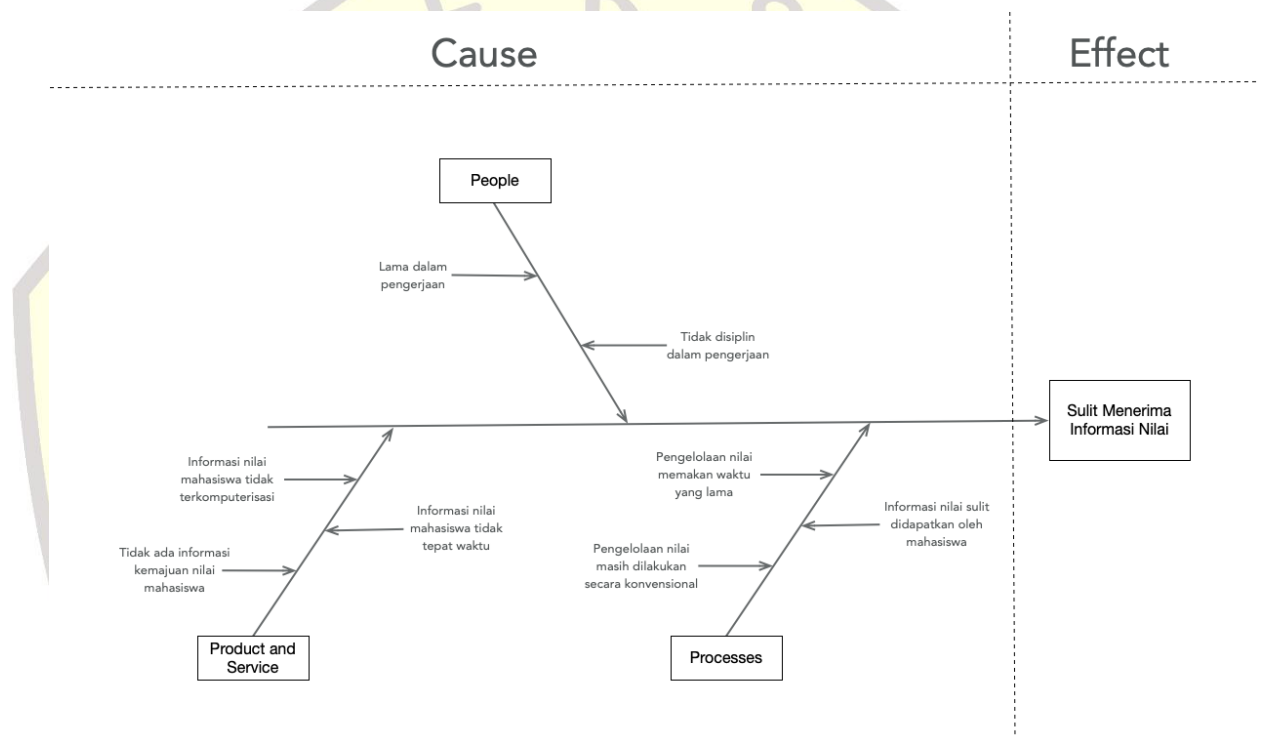 Cause
Effect
People
Lama dalam
pengerjaan
Tidak disiplin
dalam pengerjaan
Sulit Menerima
Informasi Nilai
Informasi nilai
mahasiswa tidak
terkomputerisasi
Informasi nilai
mahasiswa tidak
tepat waktu
Tidak ada informasi
kemajuan nilai
mahasiswa
Product and
Service
Pengelolaan nilai
memakan waktu
yang lama
Informasi nilai sulit
didapatkan oleh
mahasiswa
Pengelolaan nilai
masih dilakukan
secara konvensional
Processes